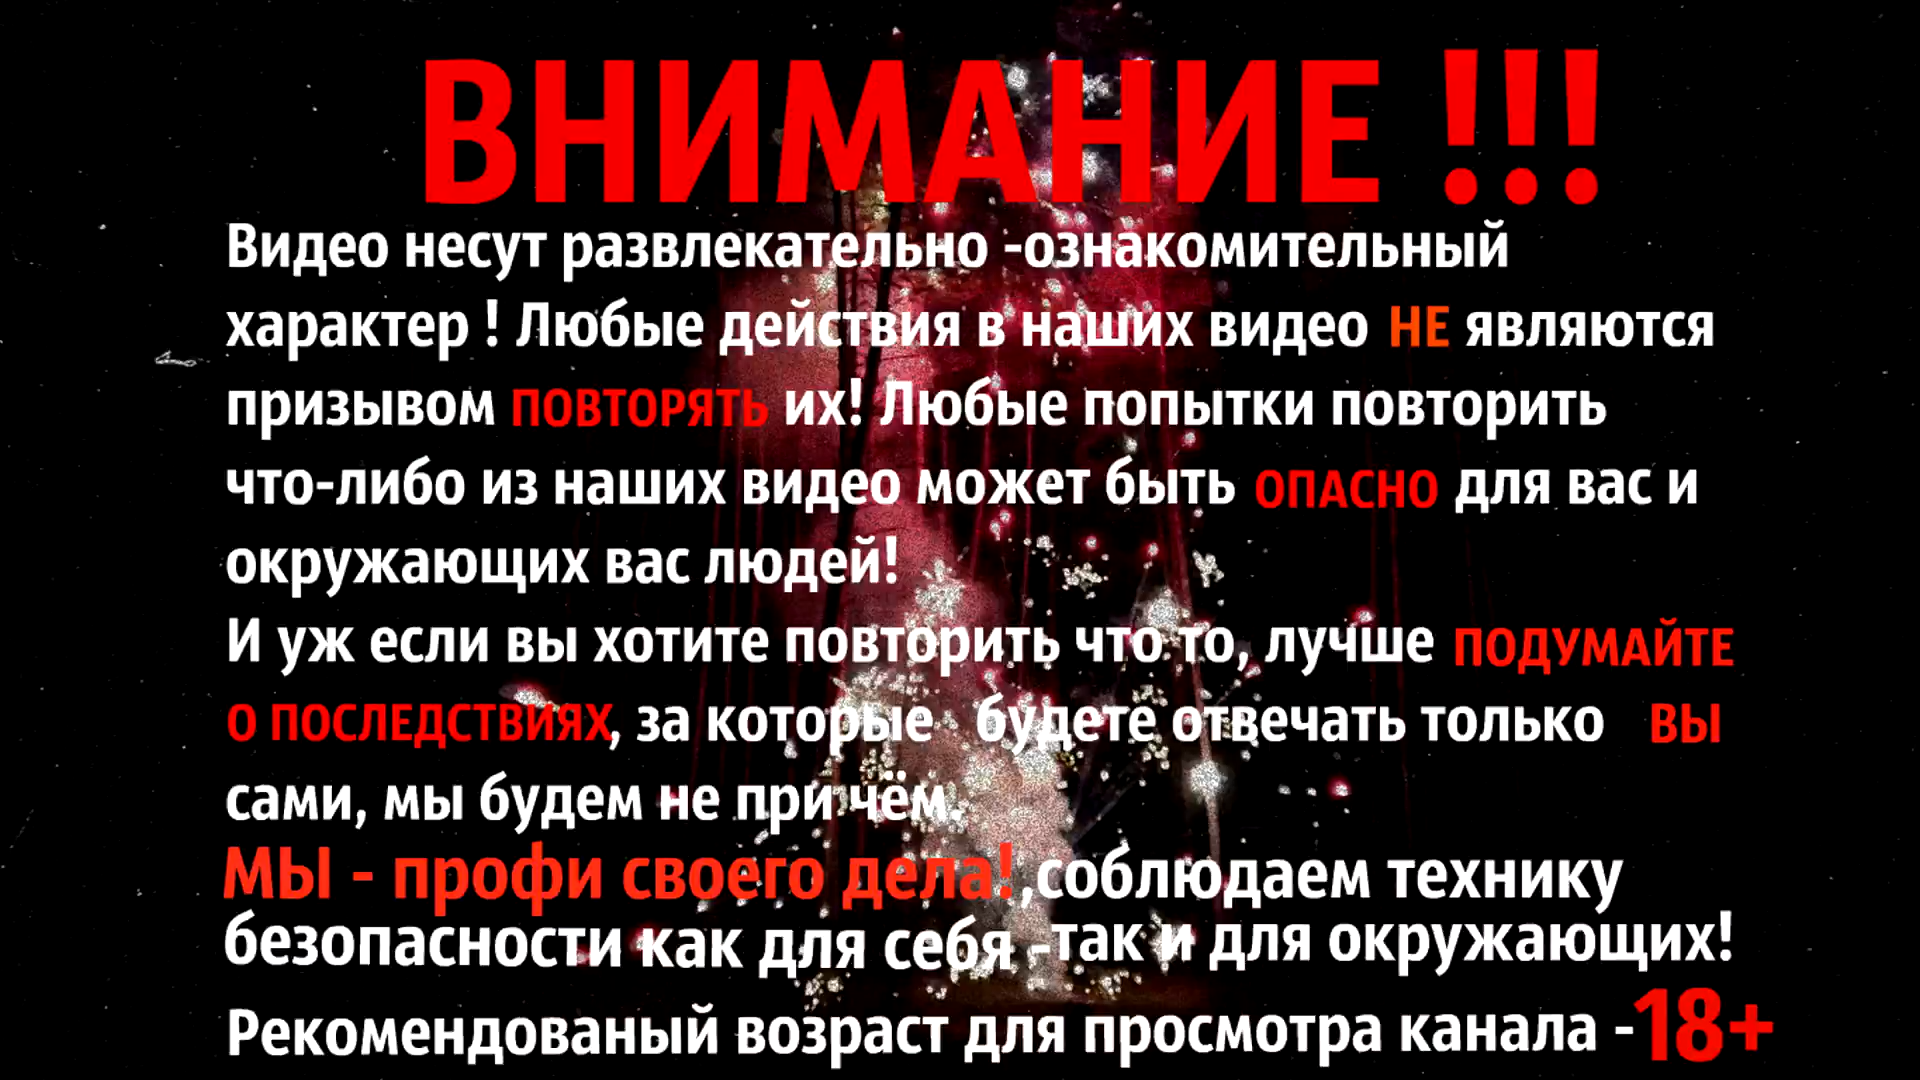 ВНИМАНИЕ !!!
Видео несут развлекательно -ознакомительный
характер ! Любые действия в наших видео НЕ являются
призывом ПОВТОРЯТЬ их! Любые попытки повторить
что-либо из наших видео может быть ОПАСНО для вас и
окружающих вас людей!
И уж если вы хотите повторить что то, лучше ПОДУМАЙТЕ
О ПОСЛЕДСТВИЯХ, за которые будете отвечать только ВЫ
сами, мы будем не при чём.
МЫ - профи своего дела!,соблюдаем технику
безопасности как для себя -так и для окружающих!
Рекомендованый возраст для просмотра канала -18+